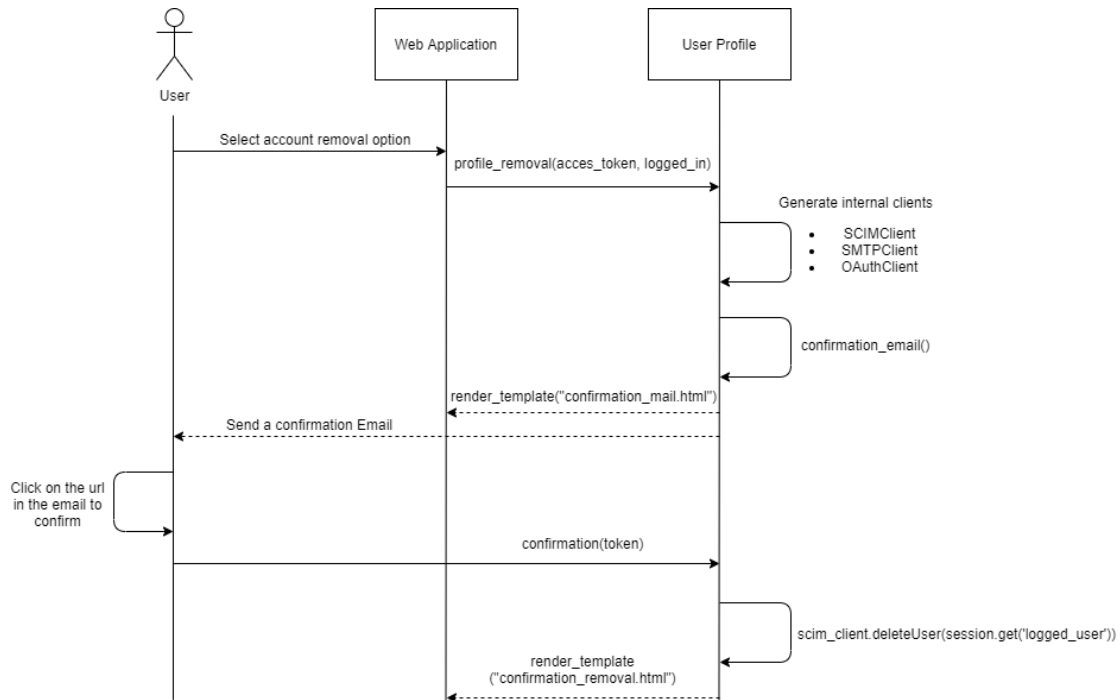 Web Application
User Profile
User
Select account removal option
profile_removal(acces_token, logged_in)
Generate internal clients
• SCIMClient
• SMTPClient
• OAuthClient
confirmation_email()
render_template("confirmation_mail.html")
Send a confirmation Email
Click on the url
in the email to
confirm
confirmation(token)
scim_client.deleteUser(session.get('logged_user'))
render_template
("confirmation_removal.html")